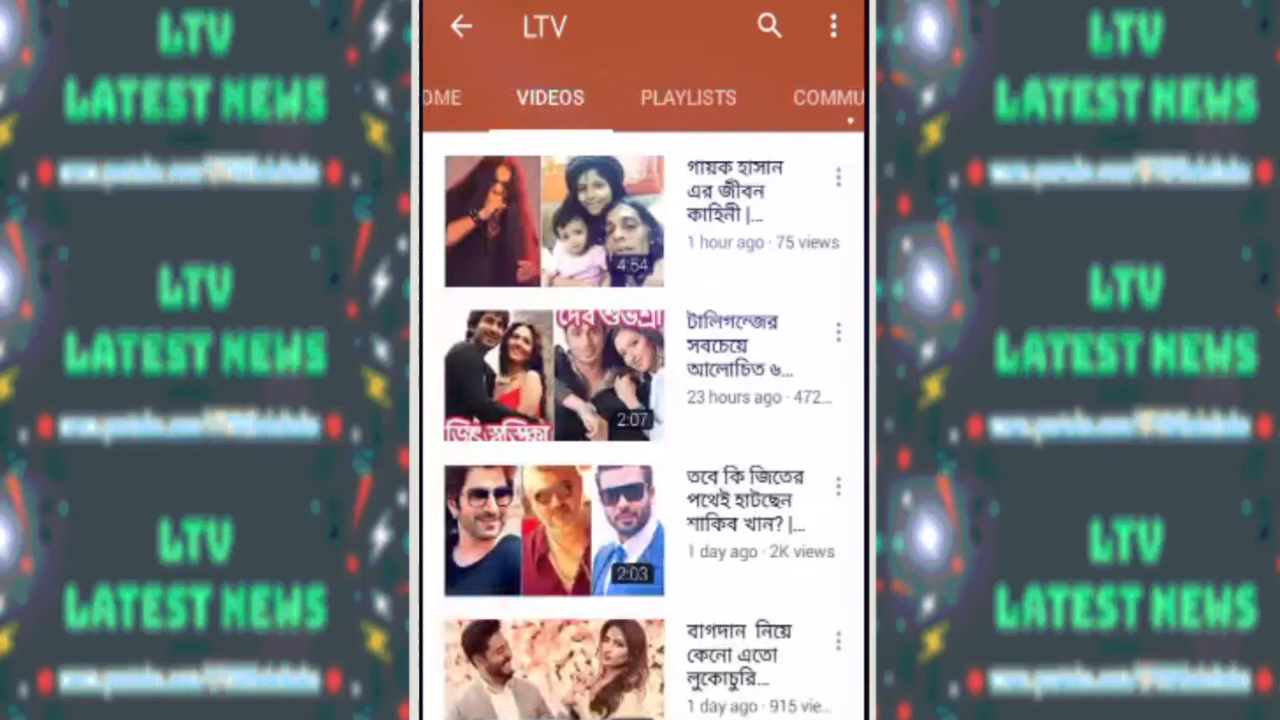 LTV
LATEST NEWS
LTV
LATEST NEWS
LTV
LATEST NEWS
LTV
OME VIDEOS PLAYLISTS COMMU
গায়ক হাসান
এর জীবন
কাহিনী |...
1 hour ago · 75 views
4:54
দেব শুভশ্রী
টালিগন্জের
সবচেয়ে
আলোচিত ৬...
23 hours ago · 472...
2:07
তবে কি জিতের
পথেই হাটছেন
শাকিব খান? |...
1 day ago · 2K views
2:03
বাগদান নিয়ে
কেনো এতো
লুকোচুরি...
1 day ago · 915 vie...
LTV
LATEST NEWS
LTV
LATEST NEWS
LTV
LATEST NEWS